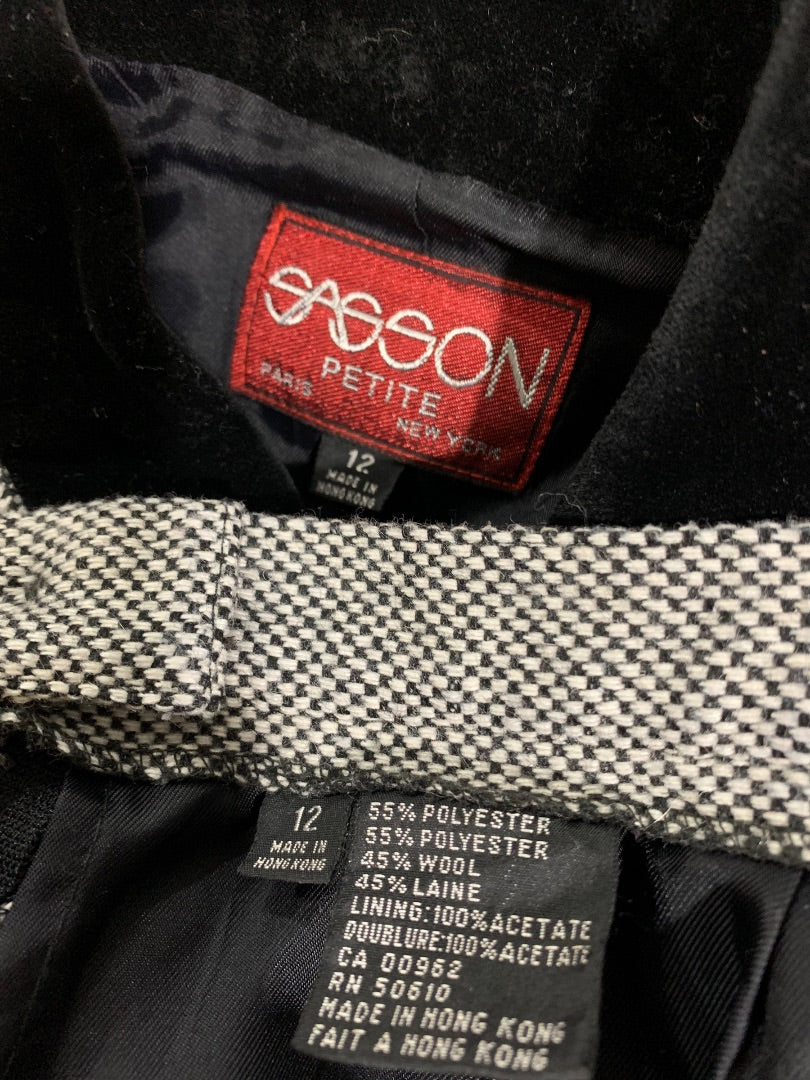 SASSON
PETITE
PARIS
NEW YORK
12
MADE IN
HONG KONG
12
MADE IN
HONG KONG
55% POLYESTER
55% POLYESTER
45% WOOL
45% LAINE
LINING:100%ACETATE
DOUBLURE:100%ACETATE
CA 00962
RN 50610
MADE IN HONG KONG
FAIT A HONG KONG